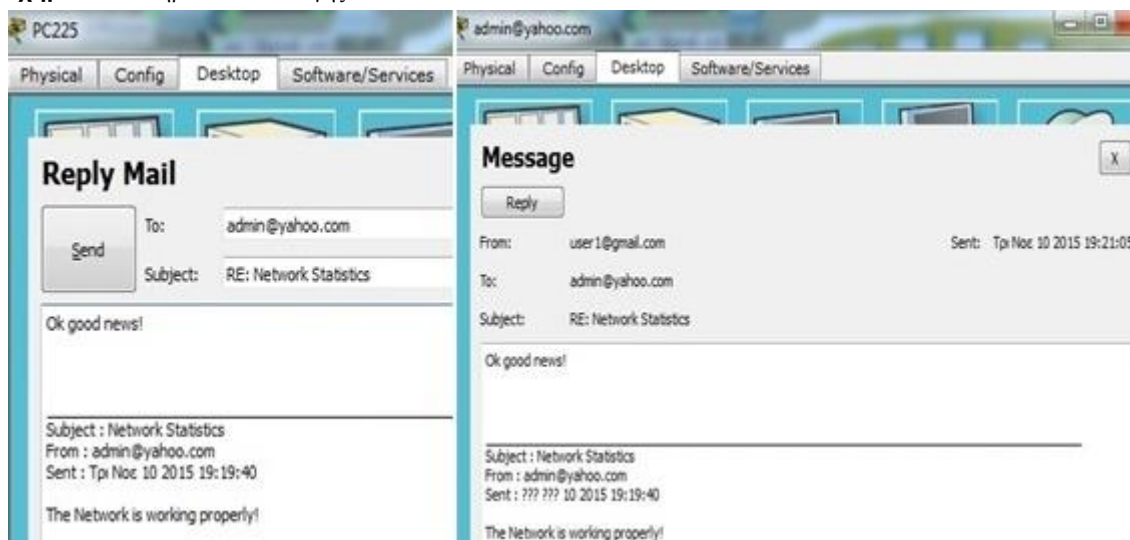 PC225
Physical Config Desktop Software/Services
Reply Mail
Send
To: admin@yahoo.com
Subject: RE: Network Statistics
Ok good news!
Subject : Network Statistics
From : admin@yahoo.com
Sent : Τρι Νοε 10 2015 19:19:40
The Network is working properly!
admin@yahoo.com
Physical Config Desktop Software/Services
Message
X
Reply
From: user1@gmail.com Sent: Τρι Νοε 10 2015 19:21:05
To: admin@yahoo.com
Subject: RE: Network Statistics
Ok good news!
Subject : Network Statistics
From : admin@yahoo.com
Sent : ??? ??? 10 2015 19:19:40
The Network is working properly!